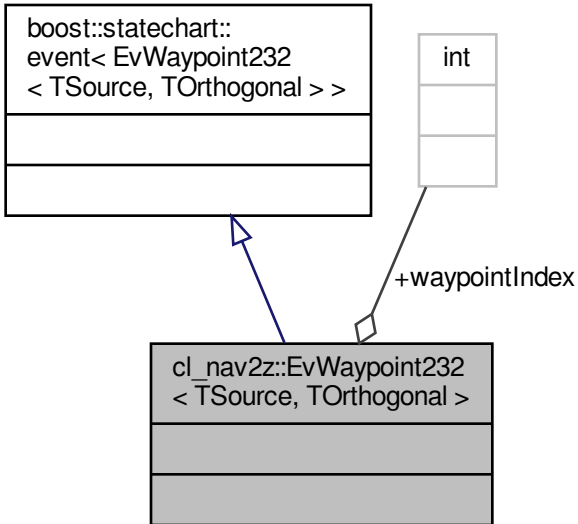 boost::statechart::
event< EvWaypoint232
< TSource, TOrthogonal > >
int
+waypointIndex
cl_nav2z::EvWaypoint232
< TSource, TOrthogonal >